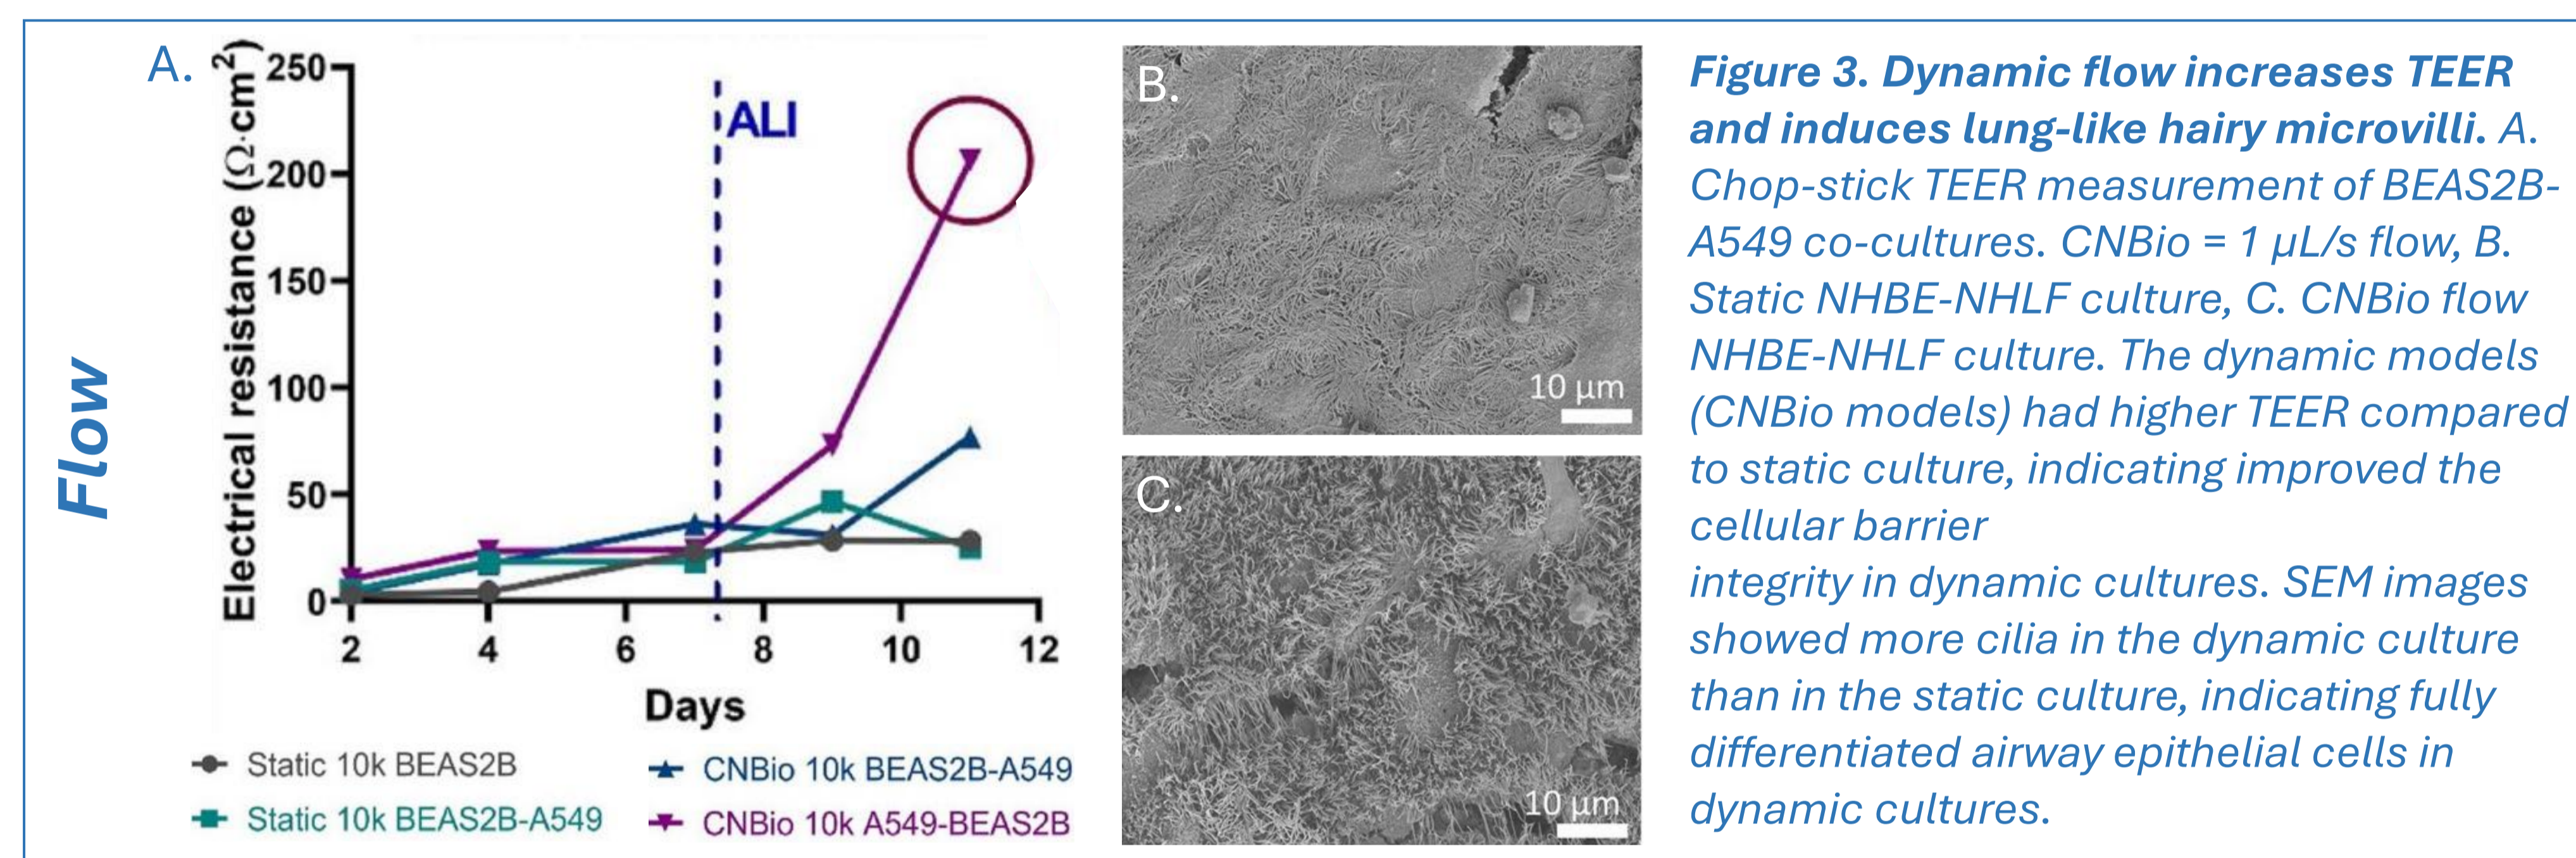 Flow
A.
Electrical resistance (Ω·cm²)
250
200
150
100
50
0
ALI
2 4 6 8 10 12
Days
Static 10k BEAS2B
Static 10k BEAS2B-A549
CNBio 10k BEAS2B-A549
CNBio 10k A549-BEAS2B
B.
10 µm
C.
10 µm
Figure 3. Dynamic flow increases TEER
and induces lung-like hairy microvilli. A.
Chop-stick TEER measurement of BEAS2B-
A549 co-cultures. CNBio = 1 µL/s flow, B.
Static NHBE-NHLF culture, C. CNBio flow
NHBE-NHLF culture. The dynamic models
(CNBio models) had higher TEER compared
to static culture, indicating improved the
cellular barrier
integrity in dynamic cultures. SEM images
showed more cilia in the dynamic culture
than in the static culture, indicating fully
differentiated airway epithelial cells in
dynamic cultures.